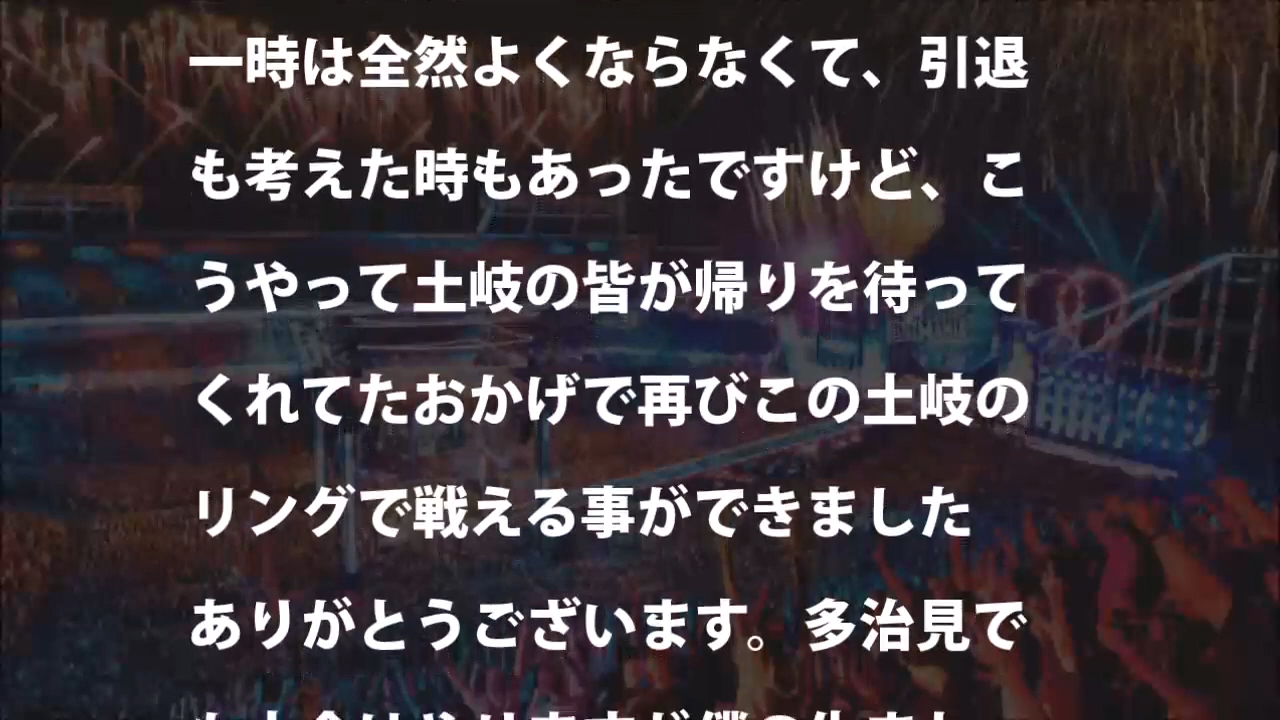 一時は全然よくならなくて、引退
も考えた時もあったですけど、こ
うやって土岐の皆が帰りを待って
くれてたおかげで再びこの土岐の
リングで戦える事ができました
ありがとうございます。多治見で